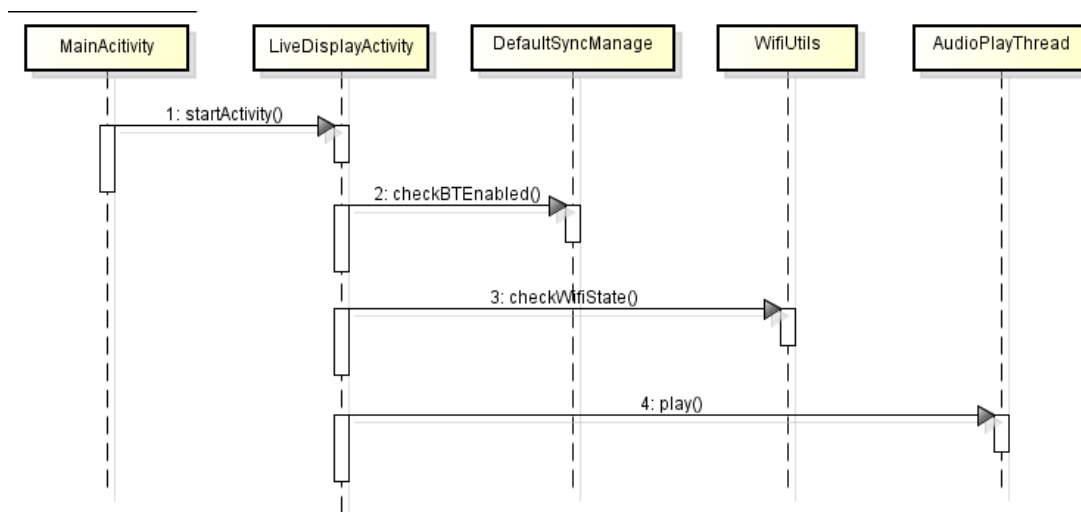 MainAcitivity
LiveDisplayActivity
DefaultSyncManage
WifiUtils
AudioPlayThread
1: startActivity()
2: checkBTEnabled()
3: checkWifiState()
4: play()